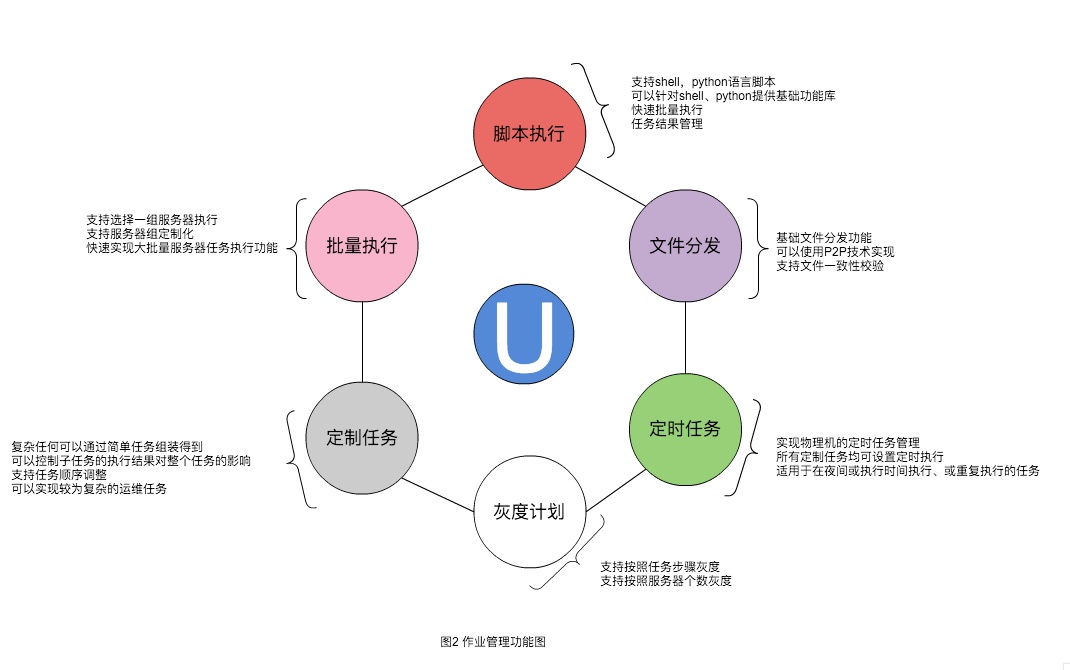 支持shell，python语言脚本
可以针对shell、python提供基础功能库
快速批量执行
任务结果管理
脚本执行
支持选择一组服务器执行
支持服务器组定制化
快速实现大批量服务器任务执行功能
批量执行
文件分发
基础文件分发功能
可以使用P2P技术实现
支持文件一致性校验
U
复杂任何可以通过简单任务组装得到
可以控制子任务的执行结果对整个任务的影响
支持任务顺序调整
可以实现较为复杂的运维任务
定制任务
定时任务
实现物理机的定时任务管理
所有定制任务均可设置定时执行
适用于在夜间或执行时间执行、或重复执行的任务
灰度计划
支持按照任务步骤灰度
支持按照服务器个数灰度
图2 作业管理功能图